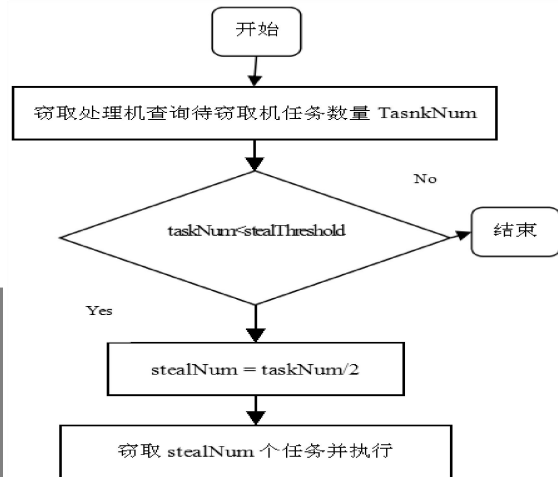 开始
窃取处理机查询待窃取机任务数量 TasnkNum
No
taskNum<stealThreshold
结束
Yes
stealNum = taskNum/2
窃取 stealNum 个任务并执行